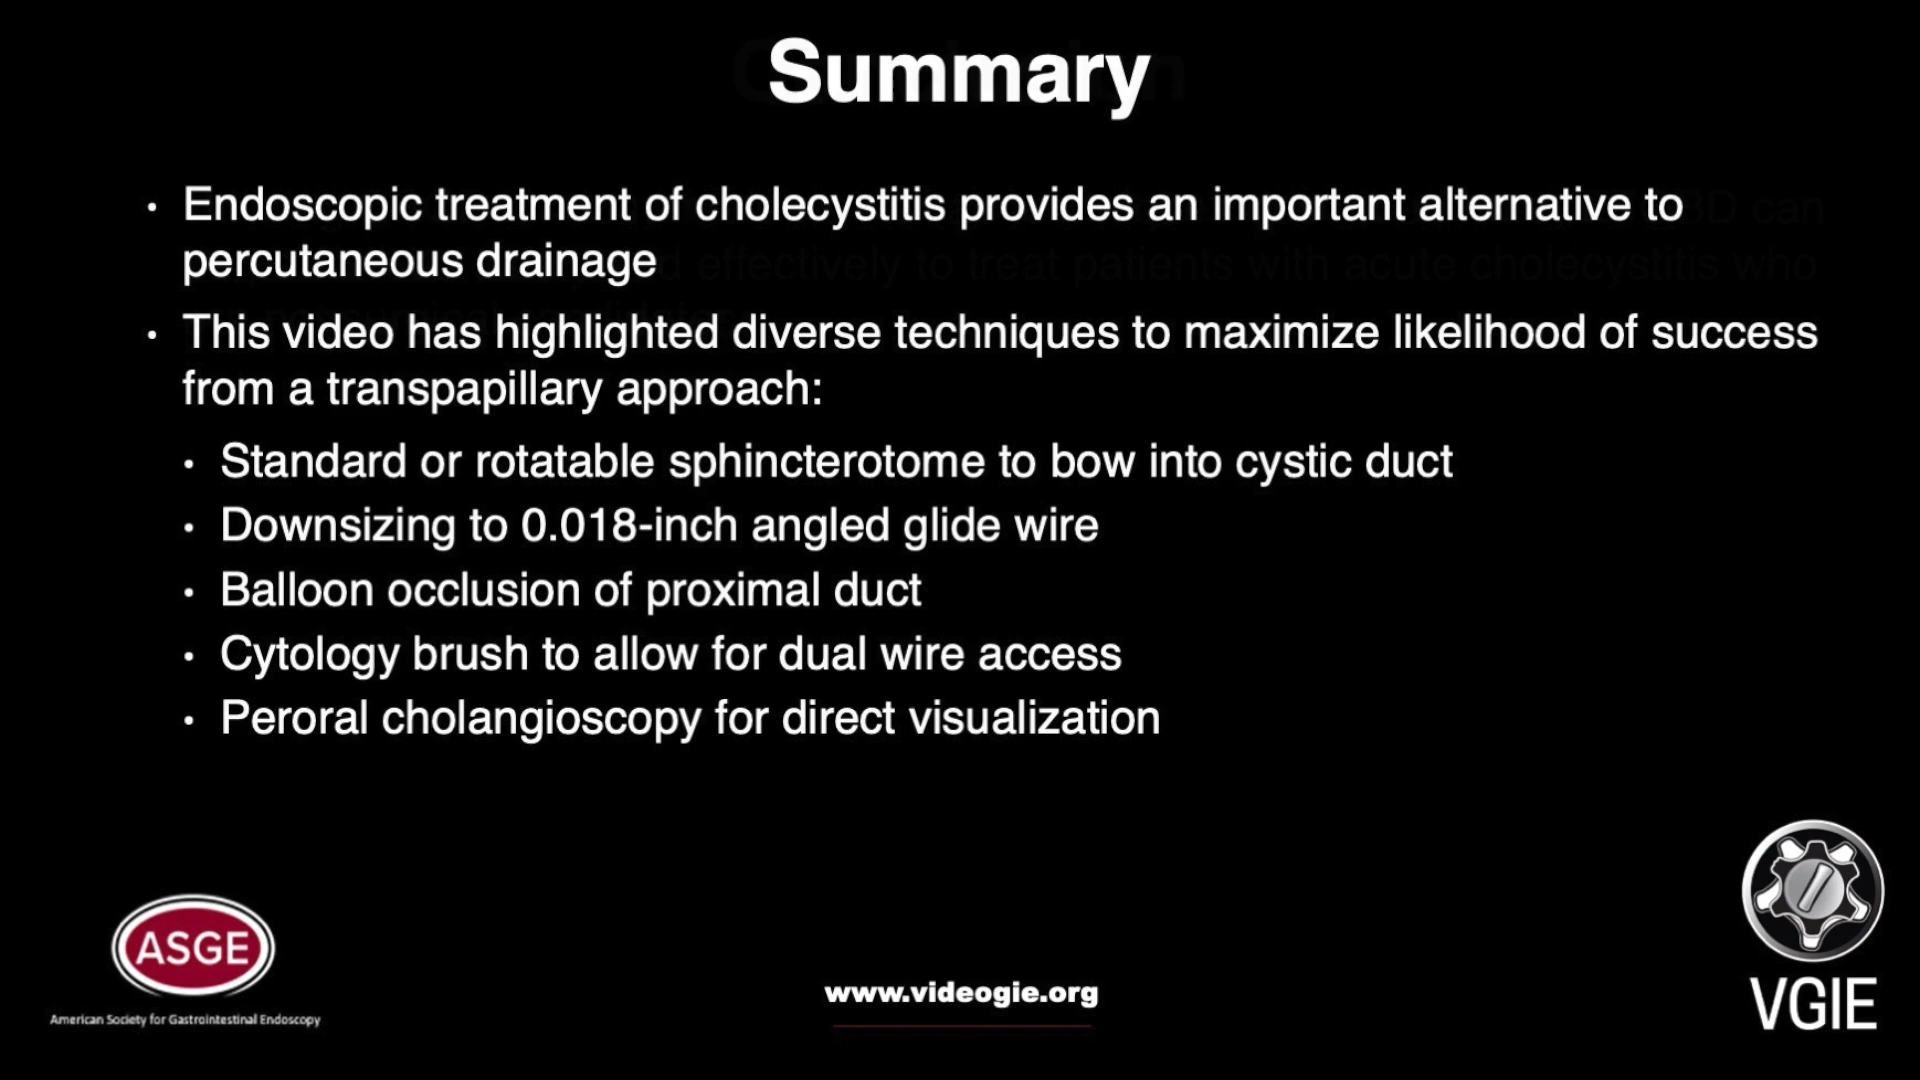 Summary
• Endoscopic treatment of cholecystitis provides an important alternative to
percutaneous drainage
• This video has highlighted diverse techniques to maximize likelihood of success
from a transpapillary approach:
• Standard or rotatable sphincterotome to bow into cystic duct
• Downsizing to 0.018-inch angled glide wire
• Balloon occlusion of proximal duct
• Cytology brush to allow for dual wire access
• Peroral cholangioscopy for direct visualization
ASGE
American Society for Gastrointestinal Endoscopy
www.videogie.org
VGIE